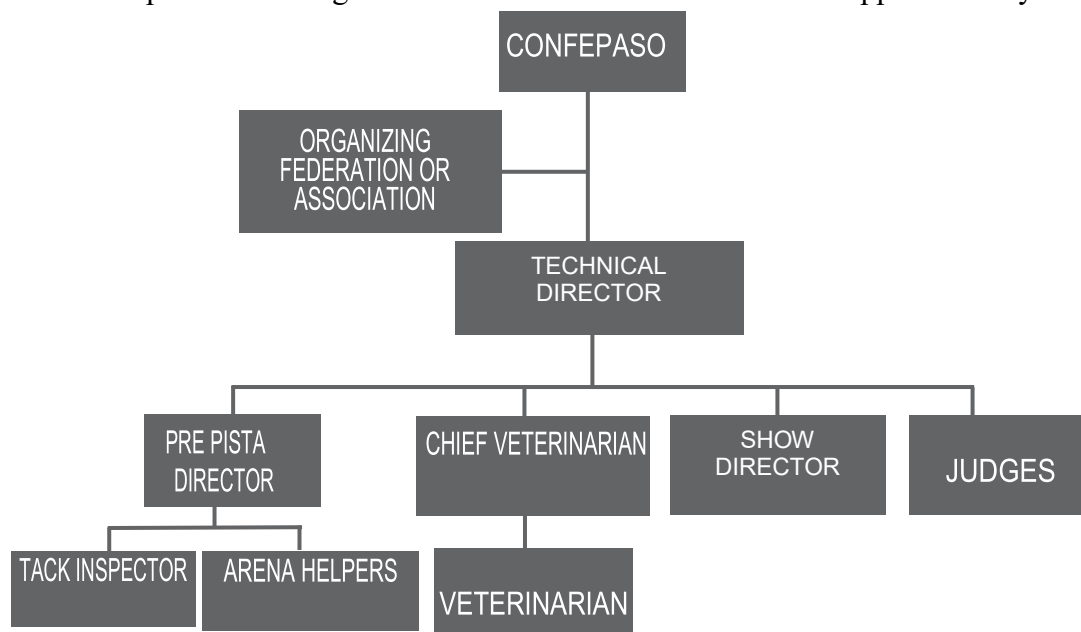 CONFEPASO
ORGANIZING
FEDERATION OR
ASSOCIATION
TECHNICAL
DIRECTOR
PRE PISTA
DIRECTOR
CHIEF VETERINARIAN
SHOW
DIRECTOR
JUDGES
TACK INSPECTOR
ARENA HELPERS
VETERINARIAN